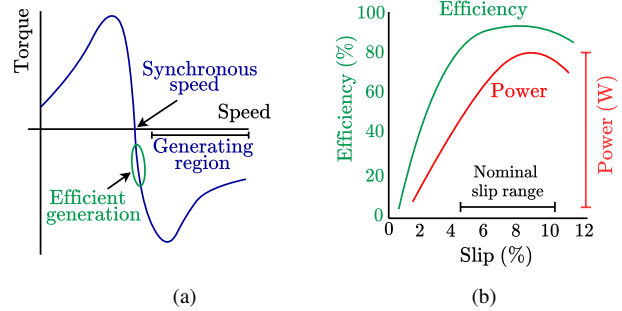 Torque
Synchronous
speed
Speed
Generating
region
Efficient
generation
(a)
Efficiency
Efficiency (%)
100
80
60
40
20
0
Power
Power (W)
Nominal
slip range
0 2 4 6 8 10 12
Slip (%)
(b)